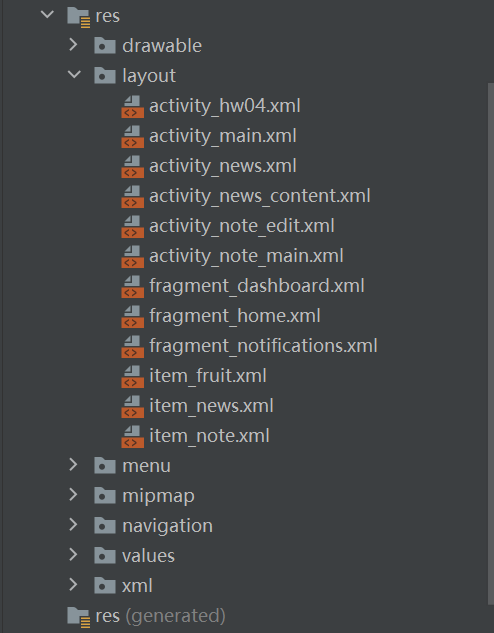 res
drawable
layout
activity_hw04.xml
activity_main.xml
activity_news.xml
activity_news_content.xml
activity_note_edit.xml
activity_note_main.xml
fragment_dashboard.xml
fragment_home.xml
fragment_notifications.xml
item_fruit.xml
item_news.xml
item_note.xml
menu
mipmap
navigation
values
xml
res (generated)